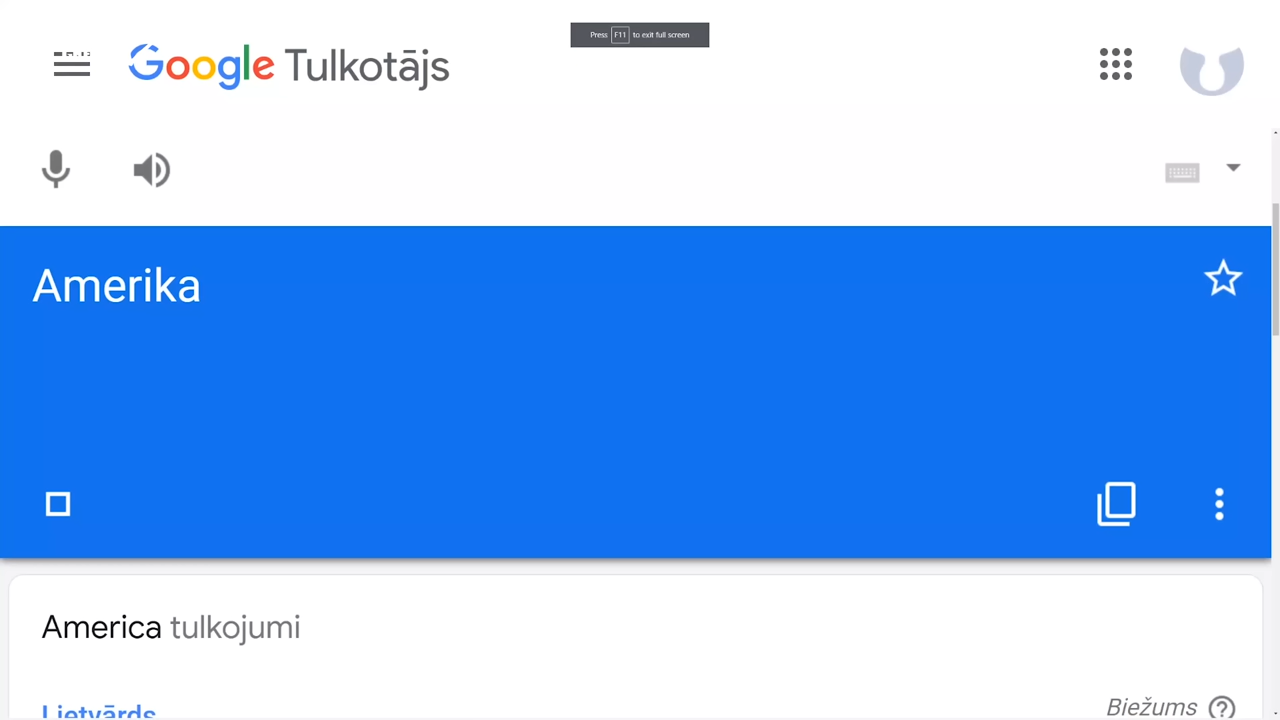 Press F11 to exit full screen
Google Tulkotājs
Amerika
America tulkojumi
Lietvārds
Biežums